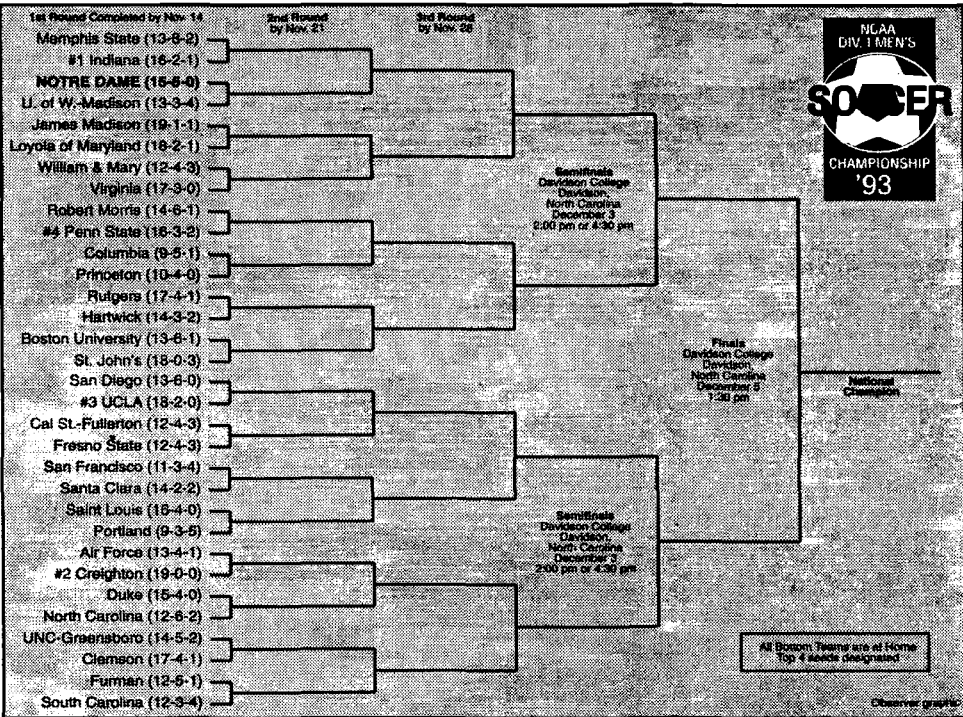 1st Round Completed by Nov. 14
2nd Round
by Nov. 21
3rd Round
by Nov. 28
NCAA
DIV. 1 MEN'S
SOCCER
CHAMPIONSHIP
'93
Memphis State (13-8-2)
#1 Indiana (16-2-1)
NOTRE DAME (15-5-0)
U. of W.-Madison (13-3-4)
James Madison (19-1-1)
Loyola of Maryland (18-2-1)
William & Mary (12-4-3)
Virginia (17-3-0)
Robert Morris (14-6-1)
#4 Penn State (16-3-2)
Columbia (9-5-1)
Princeton (10-4-0)
Rutgers (17-4-1)
Hartwick (14-3-2)
Boston University (13-6-1)
St. John's (18-0-3)
San Diego (13-6-0)
#3 UCLA (18-2-0)
Cal St.-Fullerton (12-4-3)
Fresno State (12-4-3)
San Francisco (11-3-4)
Santa Clara (14-2-2)
Saint Louis (15-4-0)
Portland (9-3-5)
Air Force (13-4-1)
#2 Creighton (19-0-0)
Duke (15-4-0)
North Carolina (12-6-2)
UNC-Greensboro (14-5-2)
Clemson (17-4-1)
Furman (12-5-1)
South Carolina (12-3-4)
Semifinals
Davidson College
Davidson,
North Carolina
December 3
2:00 pm or 4:30 pm
Finals
Davidson College
Davidson,
North Carolina
December 5
1:30 pm
National
Champion
Semifinals
Davidson College
Davidson,
North Carolina
December 3
2:00 pm or 4:30 pm
All Bottom Teams are at Home
Top 4 seeds designated
Observer graphic